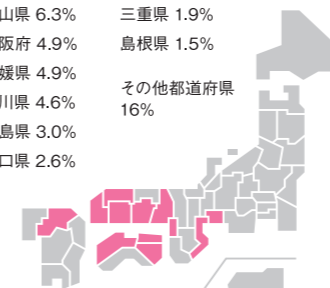 山県 6.3%
阪府 4.9%
媛県 4.9%
川県 4.6%
島県 3.0%
口県 2.6%
三重県 1.9%
島根県 1.5%
その他都道府県
16%